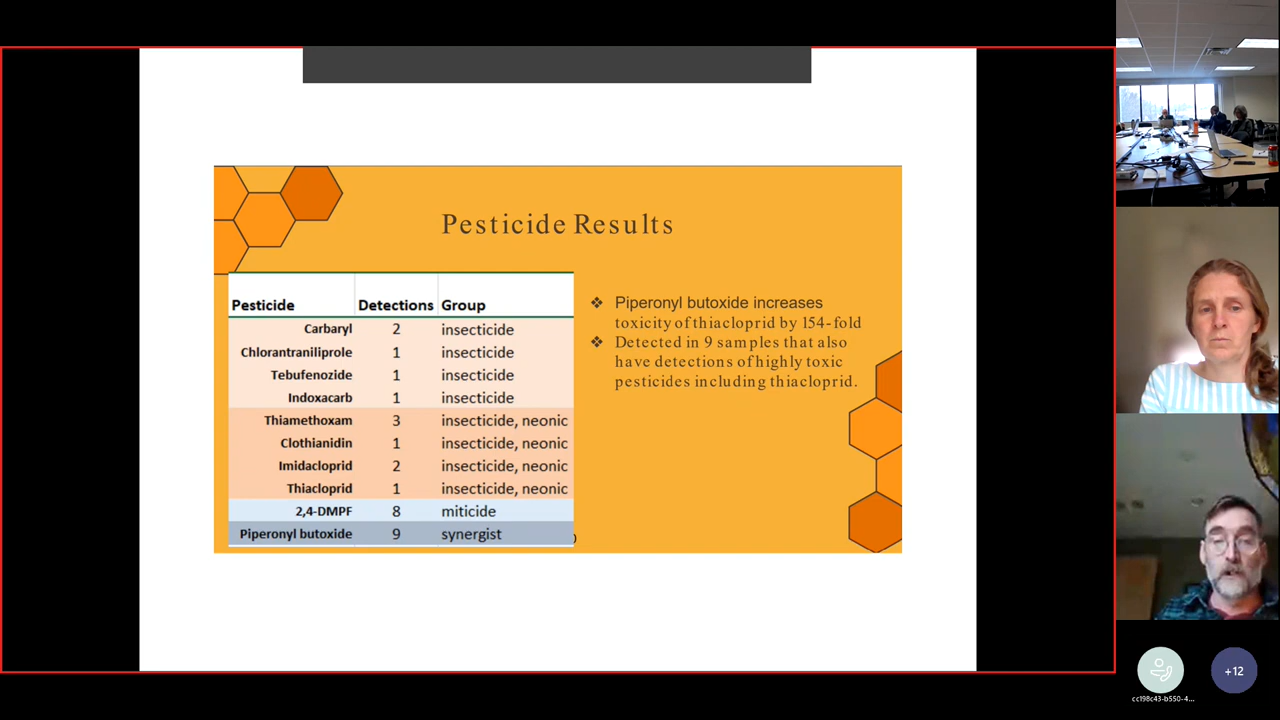 Pesticide Results
Pesticide Detections Group
Carbaryl 2 insecticide
Chlorantraniliprole 1 insecticide
Tebufenozide 1 insecticide
Indoxacarb 1 insecticide
Thiamethoxam 3 insecticide, neonic
Clothianidin 1 insecticide, neonic
Imidacloprid 2 insecticide, neonic
Thiacloprid 1 insecticide, neonic
2,4-DMPF 8 miticide
Piperonyl butoxide 9 synergist
❖ Piperonyl butoxide increases
toxicity of thiacloprid by 154-fold
❖ Detected in 9 samples that also
have detections of highly toxic
pesticides including thiacloprid.
cc198c43-b550-4...
+12